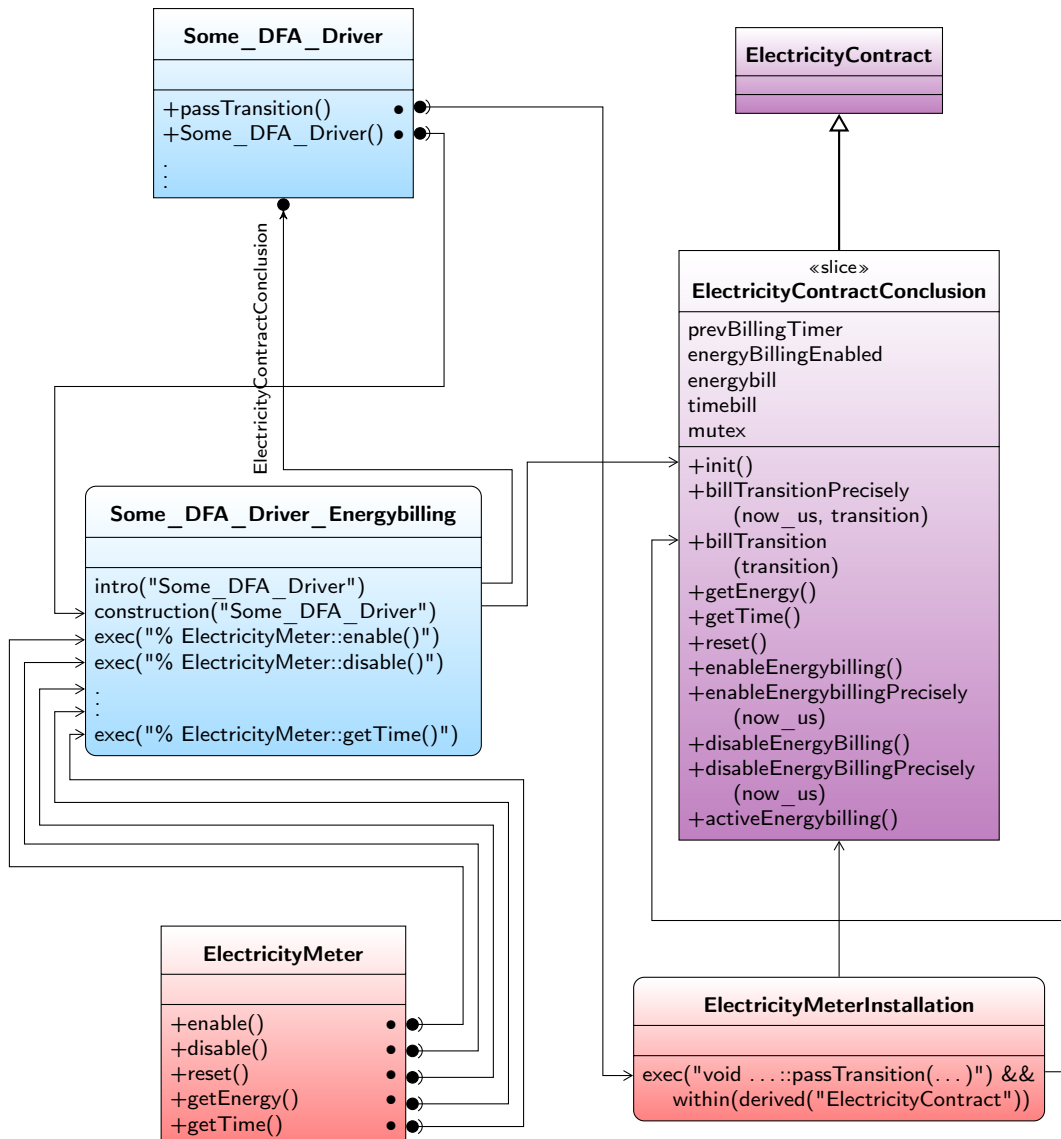 Some_DFA_Driver
+passTransition()
+Some_DFA_Driver()
ElectricityContract
ElectricityContractConclusion
«slice»
ElectricityContractConclusion
prevBillingTimer
energyBillingEnabled
energybill
timebill
mutex
+init()
+billTransitionPrecisely
(now_us, transition)
+billTransition
(transition)
+getEnergy()
+getTime()
+reset()
+enableEnergybilling()
+enableEnergybillingPrecisely
(now_us)
+disableEnergyBilling()
+disableEnergyBillingPrecisely
(now_us)
+activeEnergybilling()
Some_DFA_Driver_Energybilling
intro("Some_DFA_Driver")
construction("Some_DFA_Driver")
exec("% ElectricityMeter::enable()")
exec("% ElectricityMeter::disable()")
exec("% ElectricityMeter::getTime()")
ElectricityMeter
+enable()
+disable()
+reset()
+getEnergy()
+getTime()
ElectricityMeterInstallation
exec("void ...::passTransition(...)") &&
within(derived("ElectricityContract"))